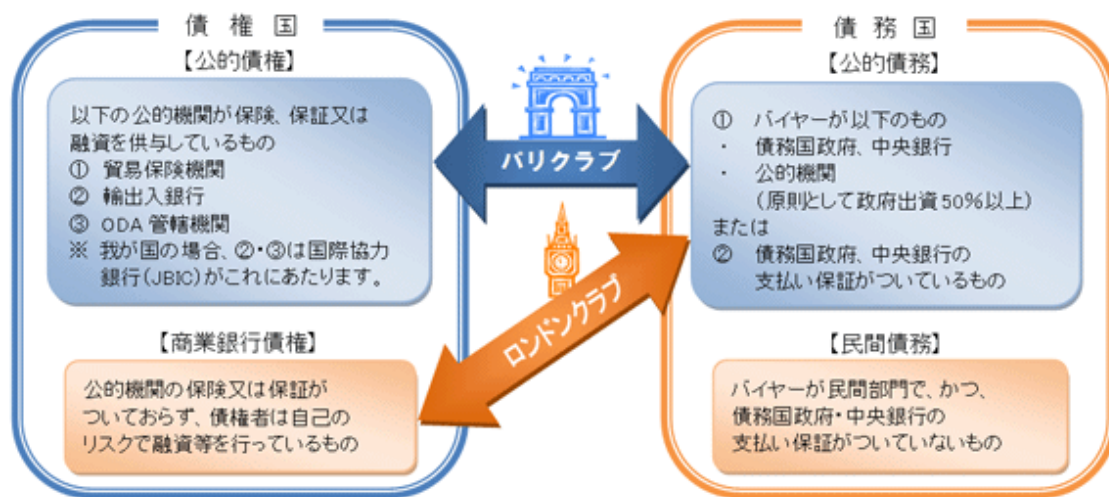 債権国
【公的債権】
以下の公的機関が保険、保証又は
融資を供与しているもの
① 貿易保険機関
② 輸出入銀行
③ ODA 管轄機関
※ 我が国の場合、②・③は国際協力
銀行(JBIC)がこれにあたります。
【商業銀行債権】
公的機関の保険又は保証が
ついておらず、債権者は自己の
リスクで融資等を行っているもの
パリクラブ
ロンドンクラブ
債務国
【公的債務】
① バイヤーが以下のもの
・ 債務国政府、中央銀行
・ 公的機関
(原則として政府出資50%以上)
または
② 債務国政府、中央銀行の
支払い保証がついているもの
【民間債務】
バイヤーが民間部門で、かつ、
債務国政府・中央銀行の
支払い保証がついていないもの